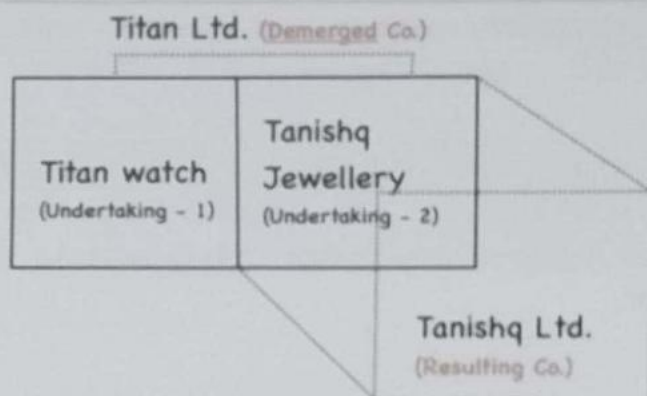 Titan Ltd. (Demerged Co.)
Titan watch
(Undertaking - 1)
Tanishq
Jewellery
(Undertaking - 2)
Tanishq Ltd.
(Resulting Co.)